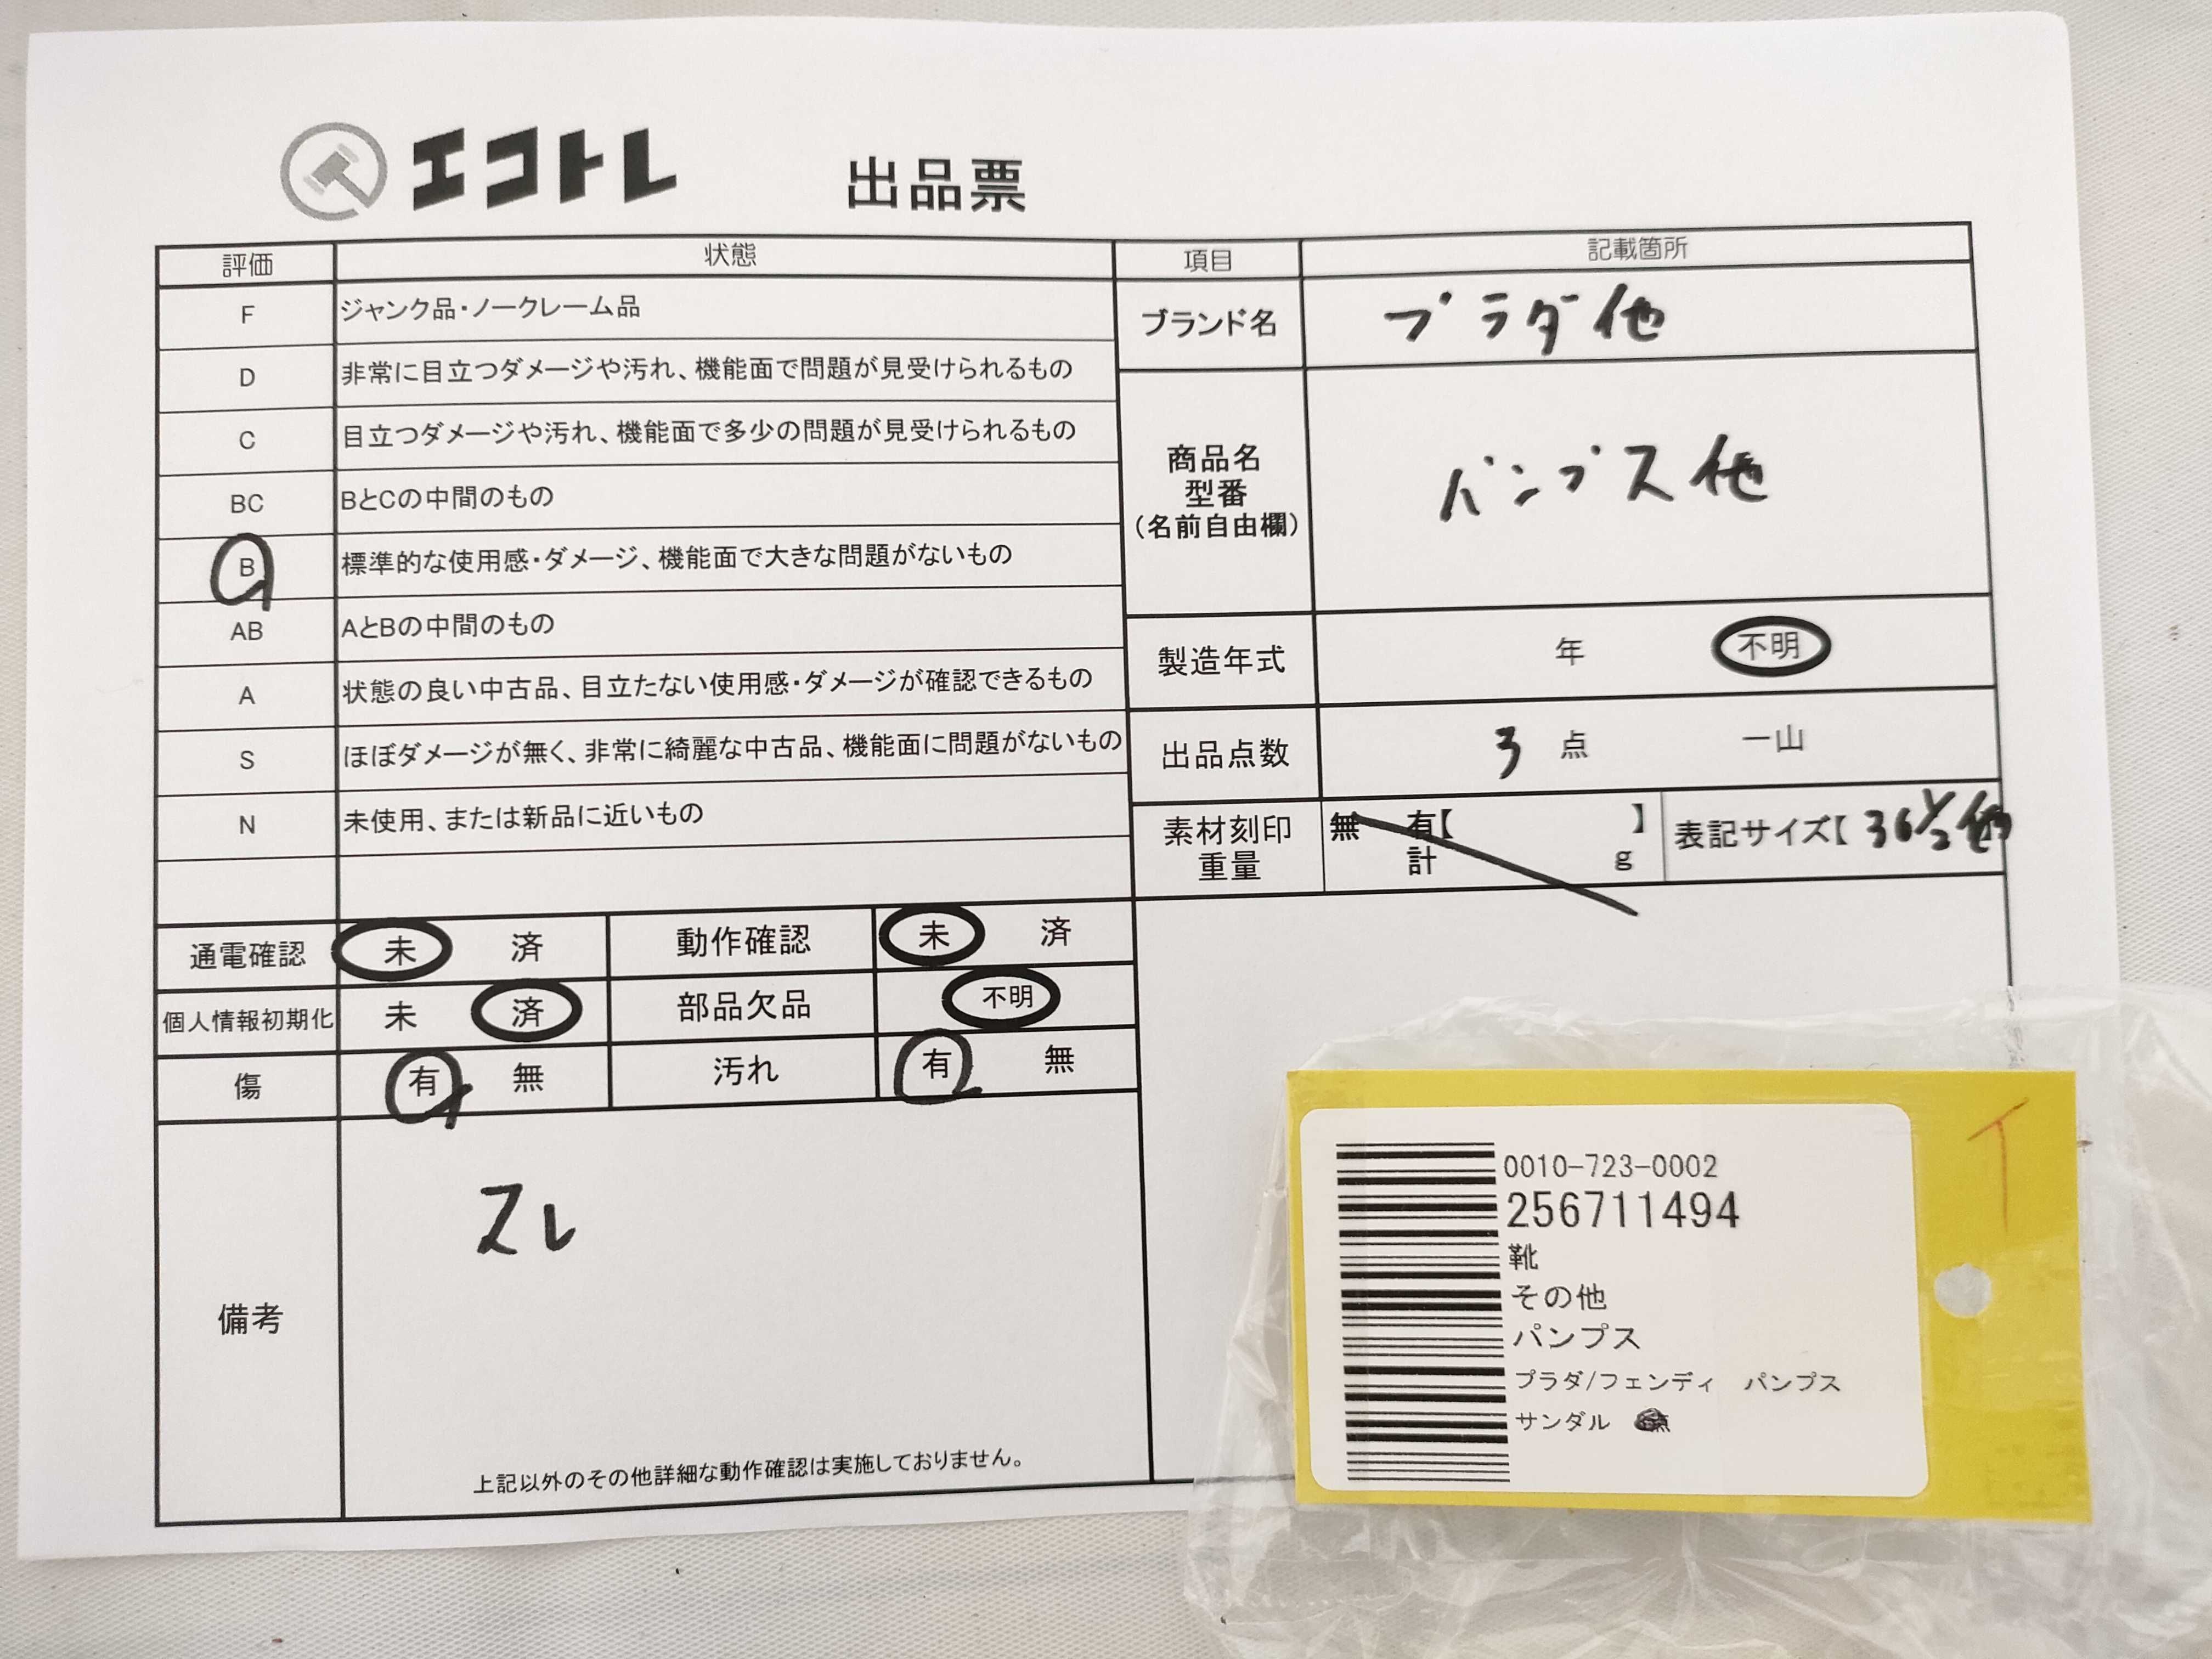 エコトレ 出品票
評価 状態 項目 記載箇所
F ジャンク品・ノークレーム品
D 非常に目立つダメージや汚れ、機能面で問題が見受けられるもの
C 目立つダメージや汚れ、機能面で多少の問題が見受けられるもの
BC BとCの中間のもの
B 標準的な使用感・ダメージ、機能面で大きな問題がないもの
AB AとBの中間のもの
A 状態の良い中古品、目立たない使用感・ダメージが確認できるもの
S ほぼダメージが無く、非常に綺麗な中古品、機能面に問題がないもの
N 未使用、または新品に近いもの
ブランド名 プラダ他
商品名
型番
(名前自由欄)
パンプス他
製造年式 年 不明
出品点数 3 点 一山
素材刻印 無 有【 】
重量 計 g
表記サイズ【 36 1/2 他
通電確認 未 済 動作確認 未 済
個人情報初期化 未 済 部品欠品 不明
傷 有 無 汚れ 有 無
備考
スレ
上記以外のその他詳細な動作確認は実施しておりません。
0010-723-0002
256711494
靴
その他
パンプス
プラダ/フェンディ パンプス
サンダル